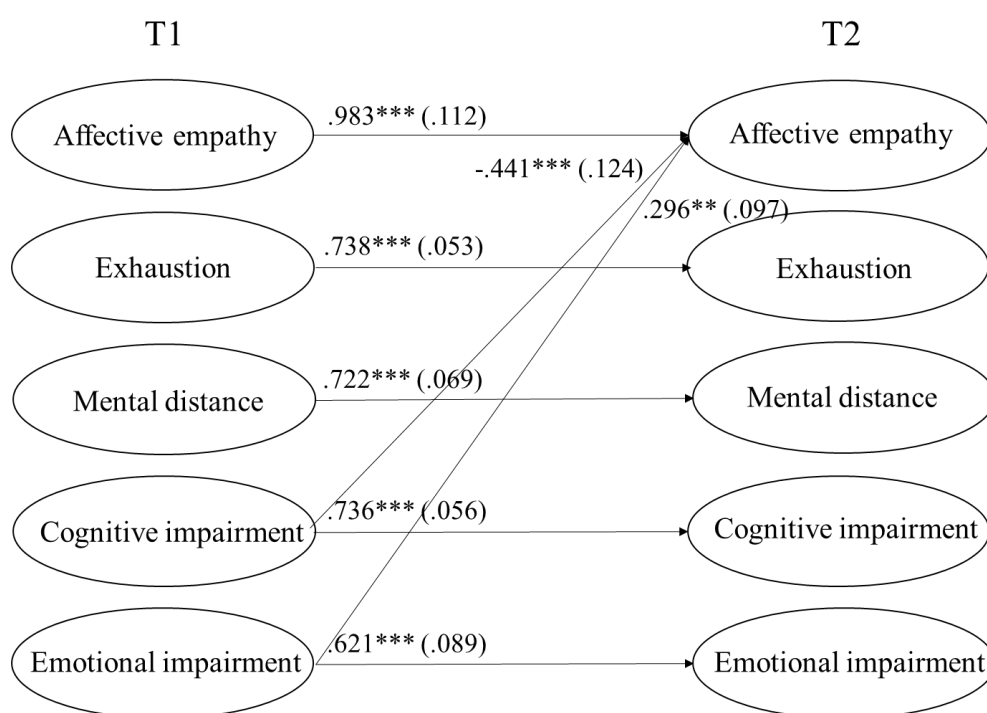 T1
T2
Affective empathy
.983*** (.112)
Affective empathy
-.441*** (.124)
.296** (.097)
Exhaustion
.738*** (.053)
Exhaustion
Mental distance
.722*** (.069)
Mental distance
Cognitive impairment
.736*** (.056)
Cognitive impairment
Emotional impairment
.621*** (.089)
Emotional impairment